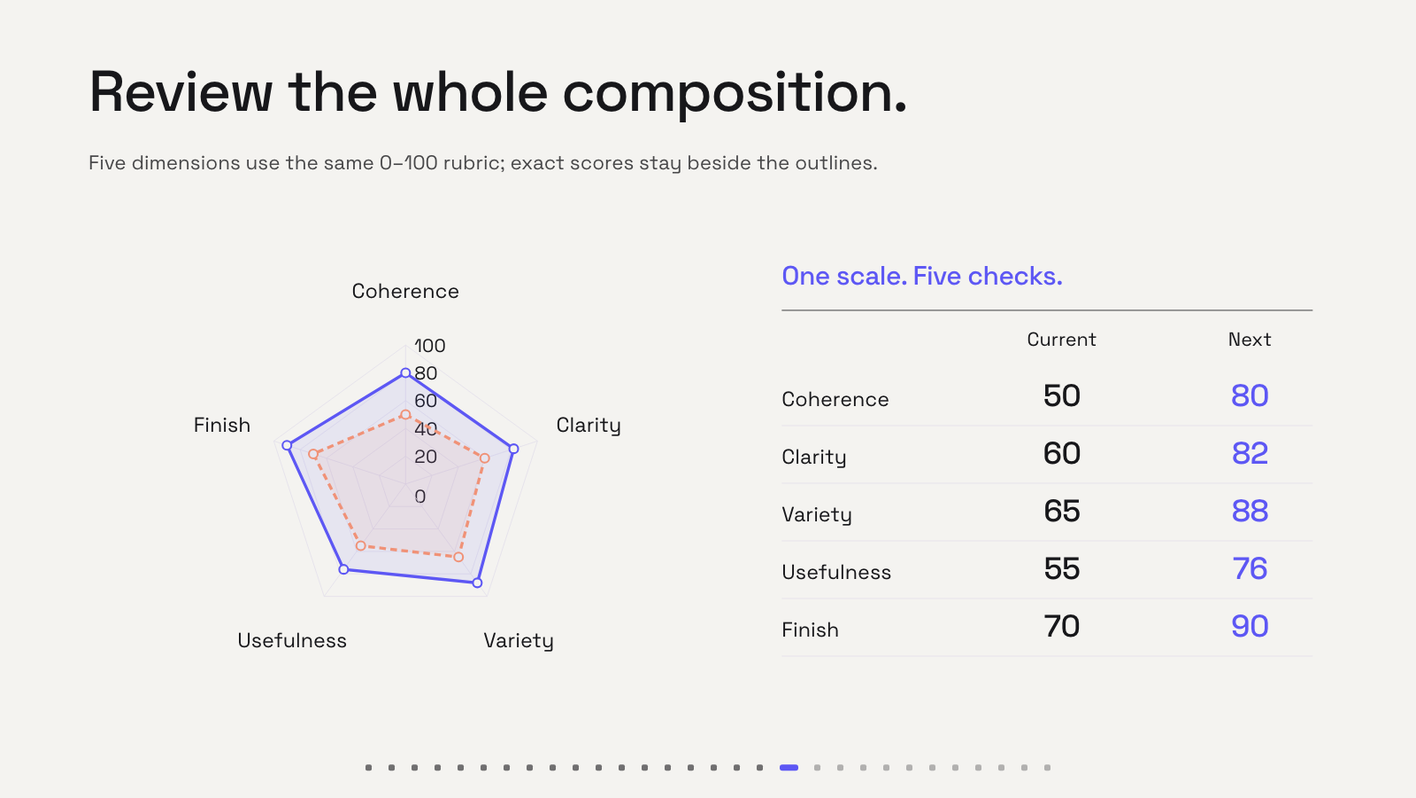 Review the whole composition.
Five dimensions use the same 0–100 rubric; exact scores stay beside the outlines.
Coherence
100
80
60
40
20
0
Finish
Clarity
Usefulness
Variety
One scale. Five checks.
Current Next
Coherence 50 80
Clarity 60 82
Variety 65 88
Usefulness 55 76
Finish 70 90